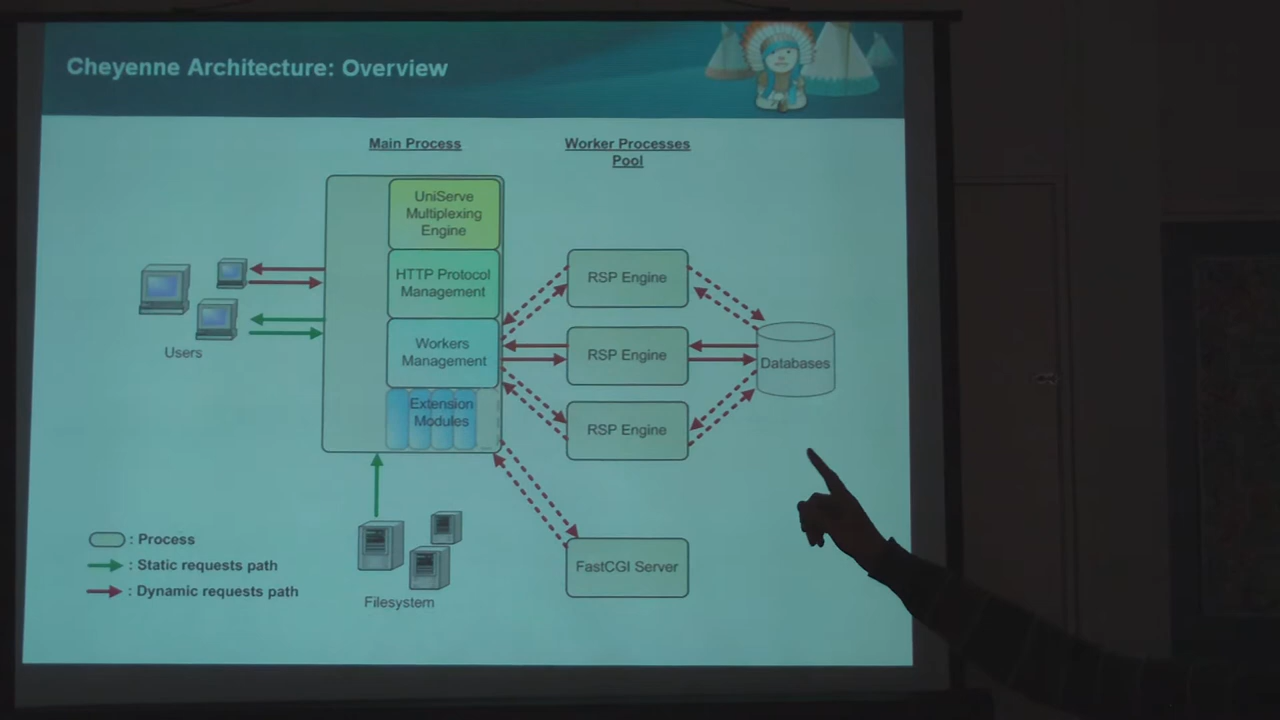 Cheyenne Architecture: Overview
Main Process
Worker Processes
Pool
UniServe
Multiplexing
Engine
HTTP Protocol
Management
Workers
Management
Extension
Modules
RSP Engine
RSP Engine
RSP Engine
Databases
Users
FastCGI Server
Filesystem
: Process
: Static requests path
: Dynamic requests path